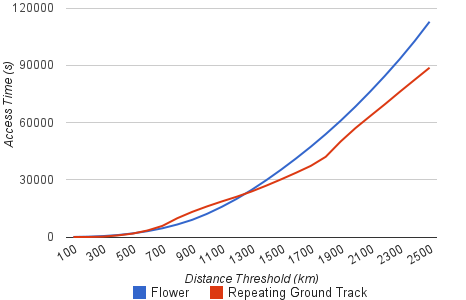 120000
90000
60000
30000
0
Access Time (s)
100 300 500 700 900 1100 1300 1500 1700 1900 2100 2300 2500
Distance Threshold (km)
Flower Repeating Ground Track